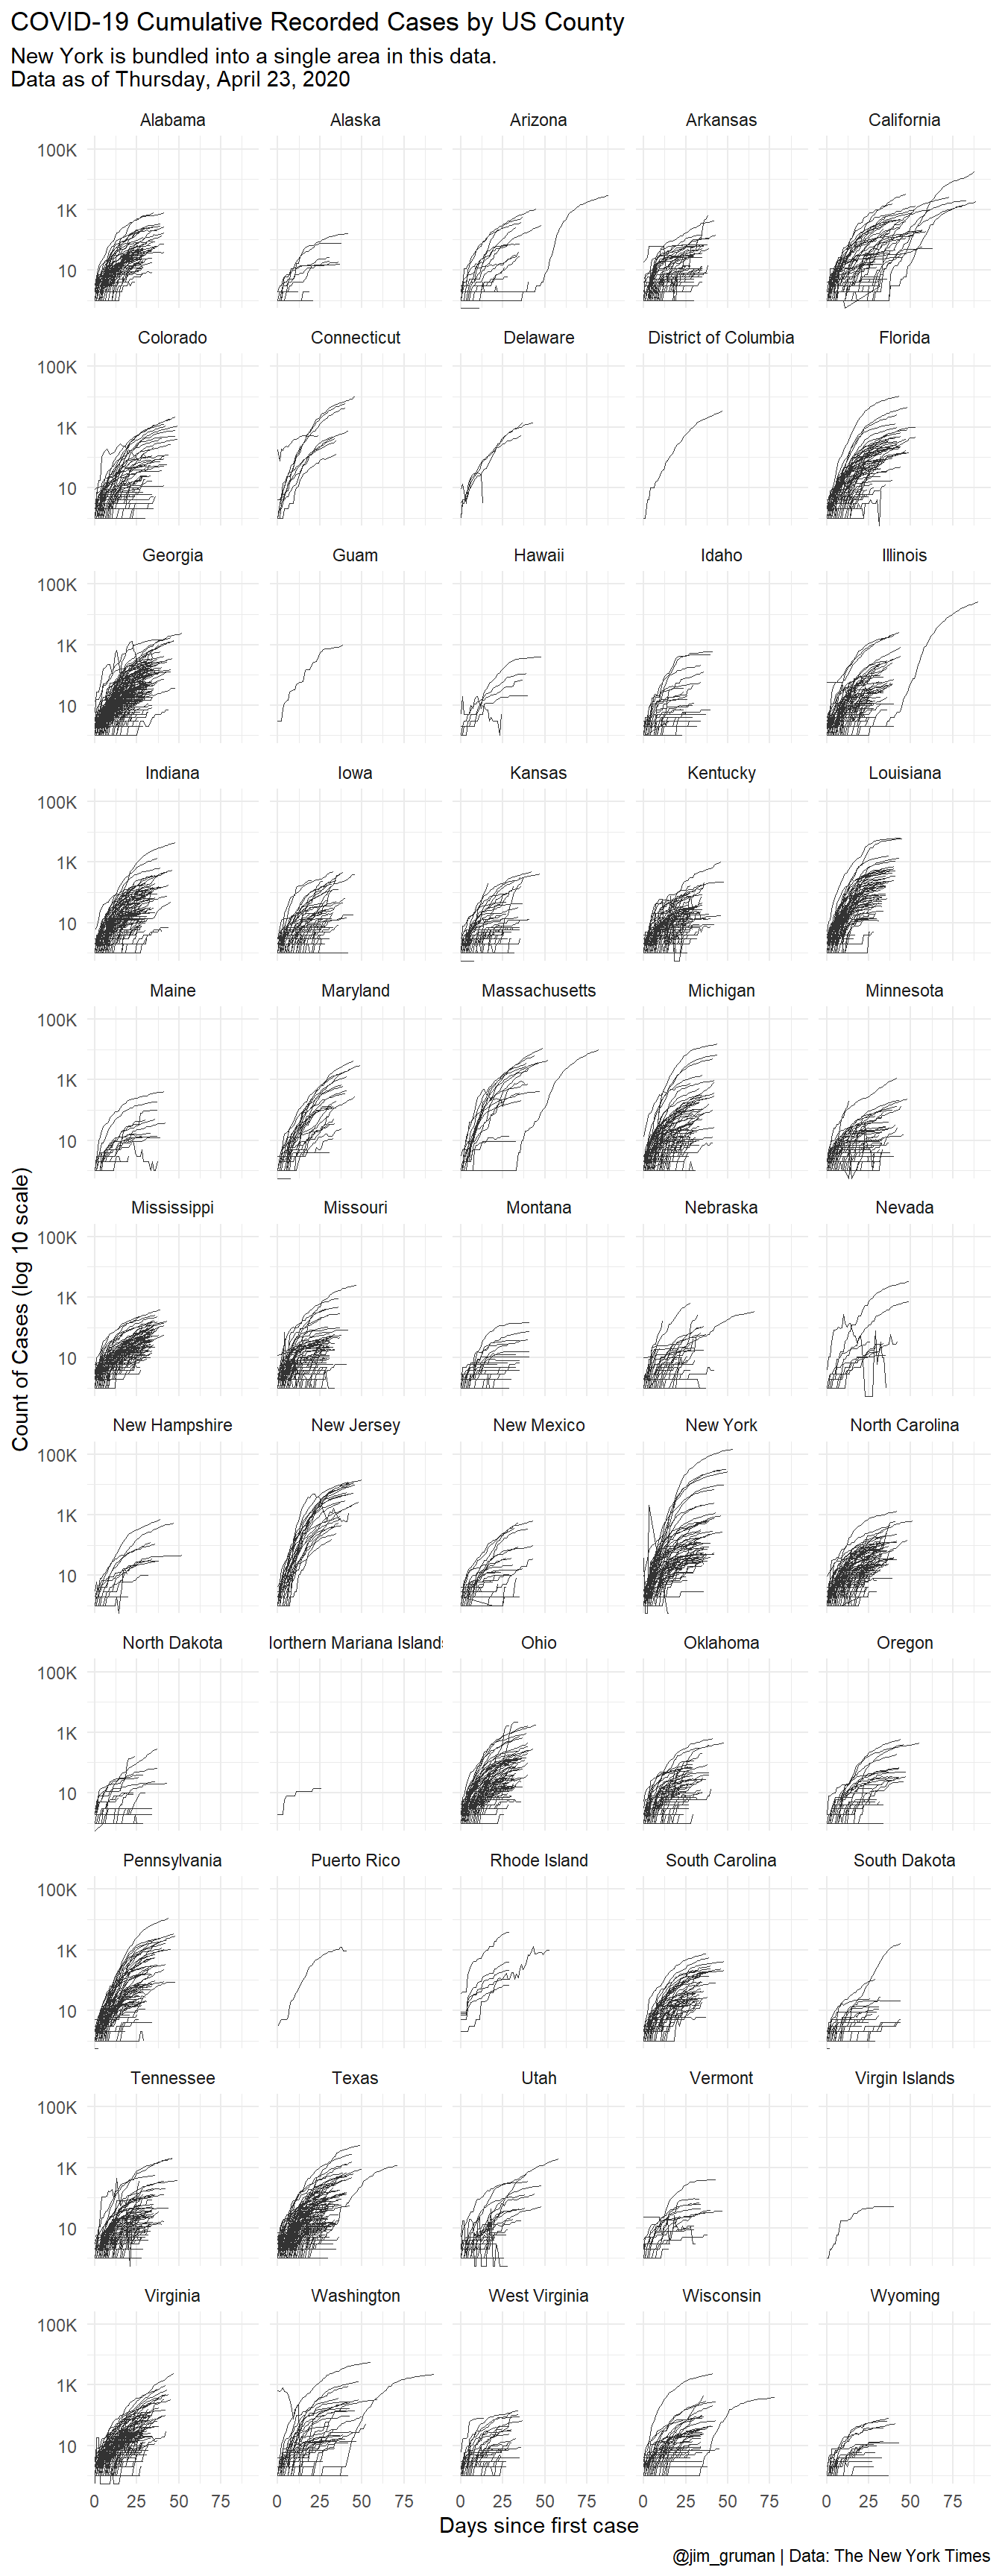 COVID-19 Cumulative Recorded Cases by US County
New York is bundled into a single area in this data.
Data as of Thursday, April 23, 2020
Alabama Alaska Arizona Arkansas California
100K
1K
10
Colorado Connecticut Delaware District of Columbia Florida
100K
1K
10
Georgia Guam Hawaii Idaho Illinois
100K
1K
10
Indiana Iowa Kansas Kentucky Louisiana
100K
1K
10
Maine Maryland Massachusetts Michigan Minnesota
100K
1K
10
Count of Cases (log 10 scale)
Mississippi Missouri Montana Nebraska Nevada
100K
1K
10
New Hampshire New Jersey New Mexico New York North Carolina
100K
1K
10
North Dakota lorthern Mariana Islands Ohio Oklahoma Oregon
100K
1K
10
Pennsylvania Puerto Rico Rhode Island South Carolina South Dakota
100K
1K
10
Tennessee Texas Utah Vermont Virgin Islands
100K
1K
10
Virginia Washington West Virginia Wisconsin Wyoming
100K
1K
10
0 25 50 75 0 25 50 75 0 25 50 75 0 25 50 75 0 25 50 75
Days since first case
@jim_gruman | Data: The New York Times